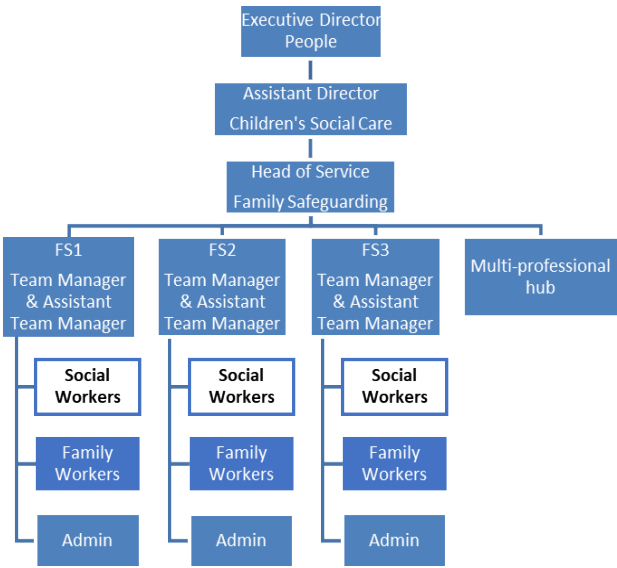 Executive Director
People
Assistant Director
Children's Social Care
Head of Service
Family Safeguarding
FS1
Team Manager
& Assistant
Team Manager
FS2
Team Manager
& Assistant
Team Manager
FS3
Team Manager
& Assistant
Team Manager
Multi-professional
hub
Social
Workers
Social
Workers
Social
Workers
Family
Workers
Family
Workers
Family
Workers
Admin
Admin
Admin